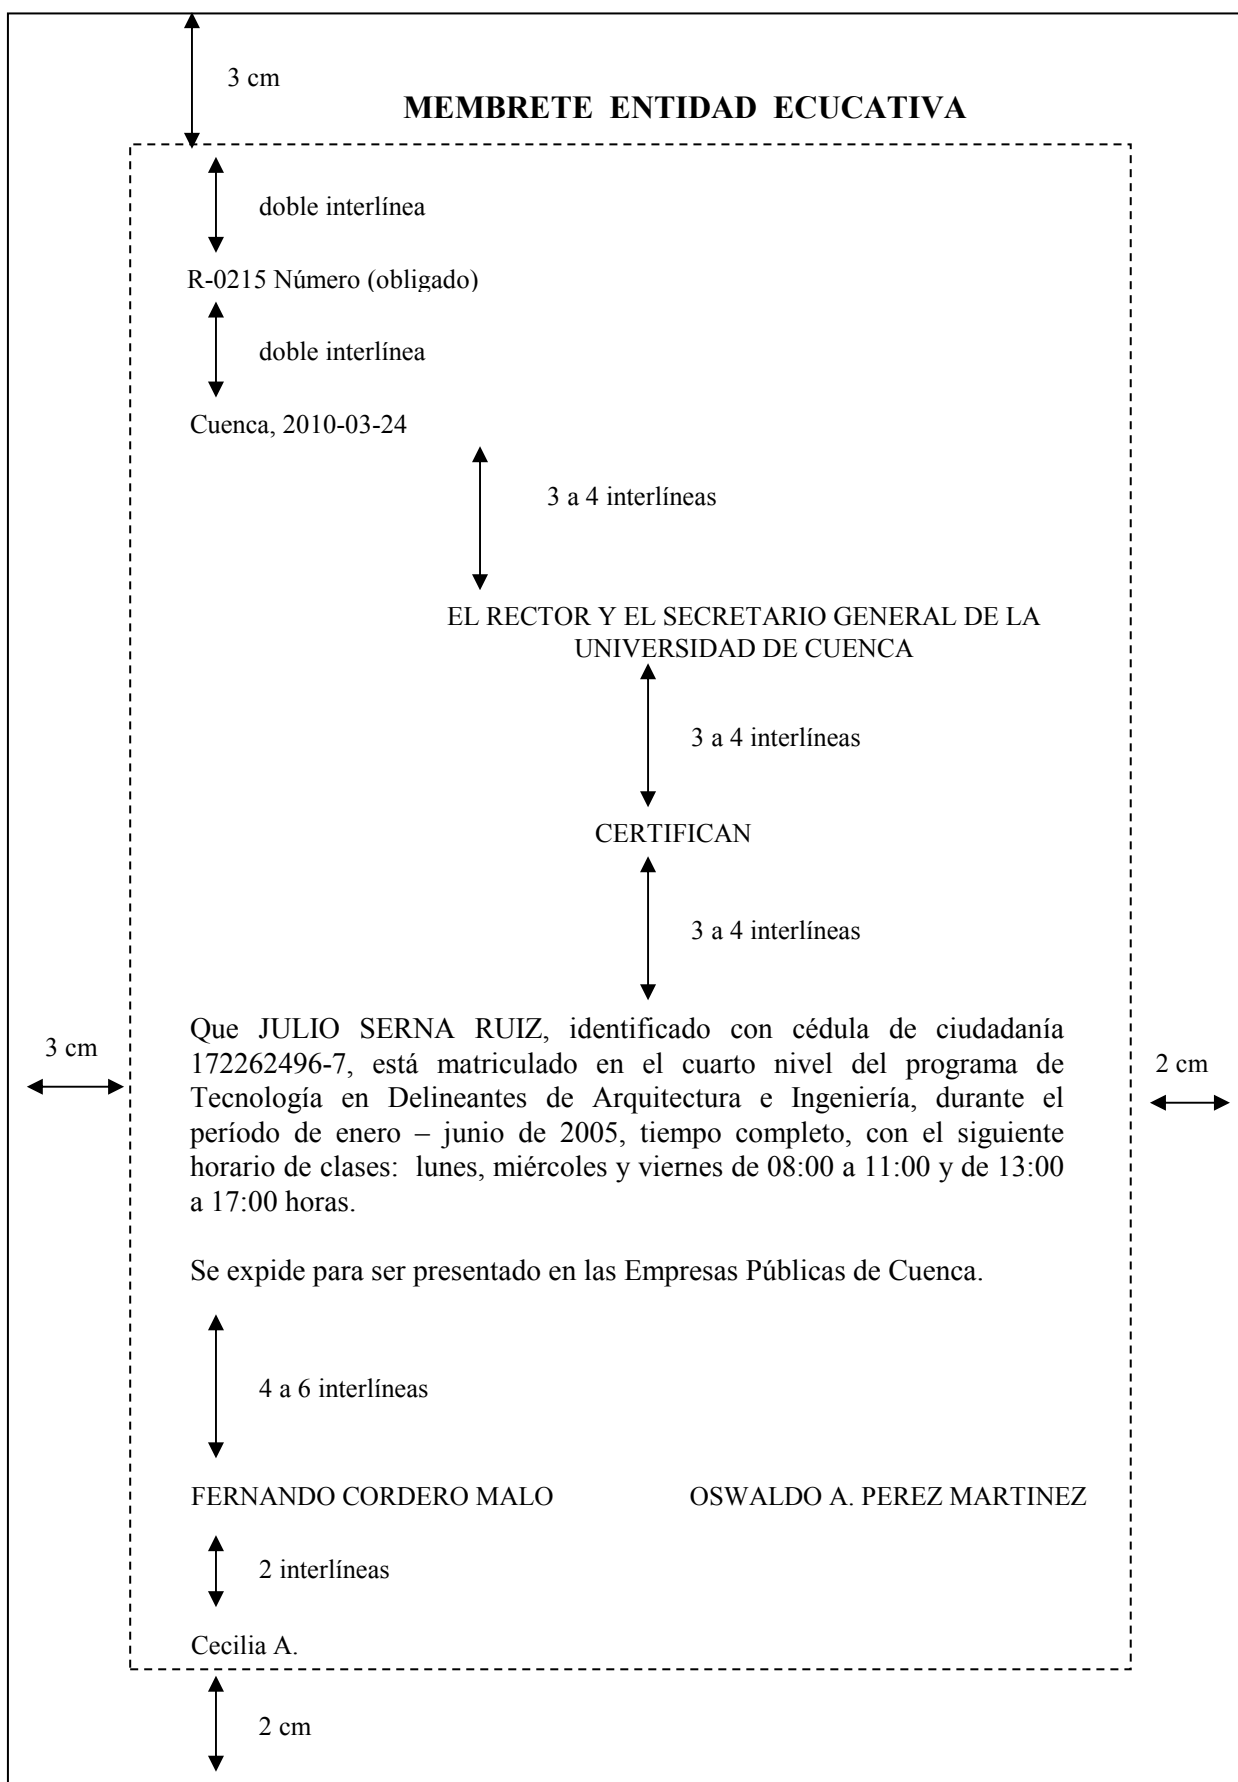 3 cm
MEMBRETE ENTIDAD ECUCATIVA
doble interlínea
R-0215 Número (obligado)
doble interlínea
Cuenca, 2010-03-24
3 a 4 interlíneas
EL RECTOR Y EL SECRETARIO GENERAL DE LA
UNIVERSIDAD DE CUENCA
3 a 4 interlíneas
CERTIFICAN
3 a 4 interlíneas
Que JULIO SERNA RUIZ, identificado con cédula de ciudadanía
172262496-7, está matriculado en el cuarto nivel del programa de
Tecnología en Delineantes de Arquitectura e Ingeniería, durante el
período de enero – junio de 2005, tiempo completo, con el siguiente
horario de clases: lunes, miércoles y viernes de 08:00 a 11:00 y de 13:00
a 17:00 horas.
3 cm
2 cm
Se expide para ser presentado en las Empresas Públicas de Cuenca.
4 a 6 interlíneas
FERNANDO CORDERO MALO OSWALDO A. PEREZ MARTINEZ
2 interlíneas
Cecilia A.
2 cm